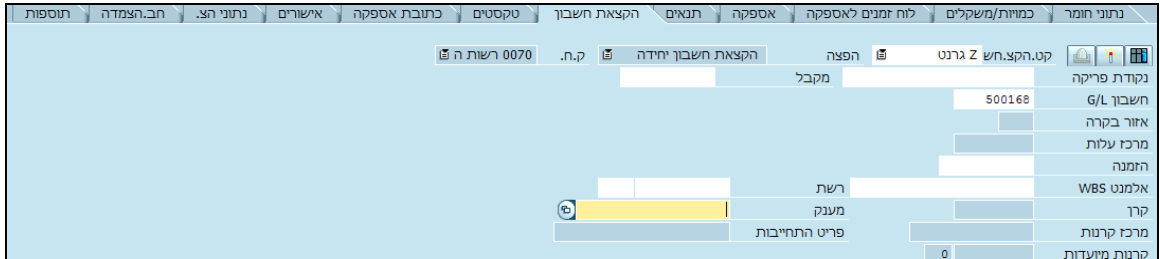 נתוני חומר כמויות/משקלים לוח זמנים לאספקה אספקה תנאים הקצאת חשבון טקסטים כתובת אספקה אישורים נתוני הצ. חב.הצמדה תוספות
קט.הקצ.חש Z גרנט הפצה הקצאת חשבון יחידה ק.ח. 0070 רשות ה
נקודת פריקה מקבל
חשבון G/L 500168
אזור בקרה
מרכז עלות
הזמנה
אלמנט WBS רשת
קרן מענק
מרכז קרנות פריט התחייבות
קרנות מיועדות 0